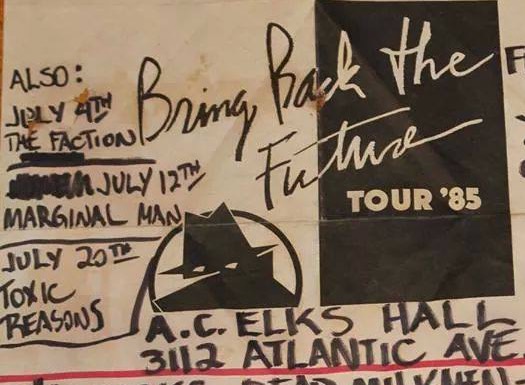 ALSO:
JULY 4TH
THE FACTION
JULY 12TH
MARGINAL MAN
JULY 20TH
TOXIC
REASONS
Bring Back the
Future
TOUR '85
A.C. ELKS HALL
3112 ATLANTIC AVE.